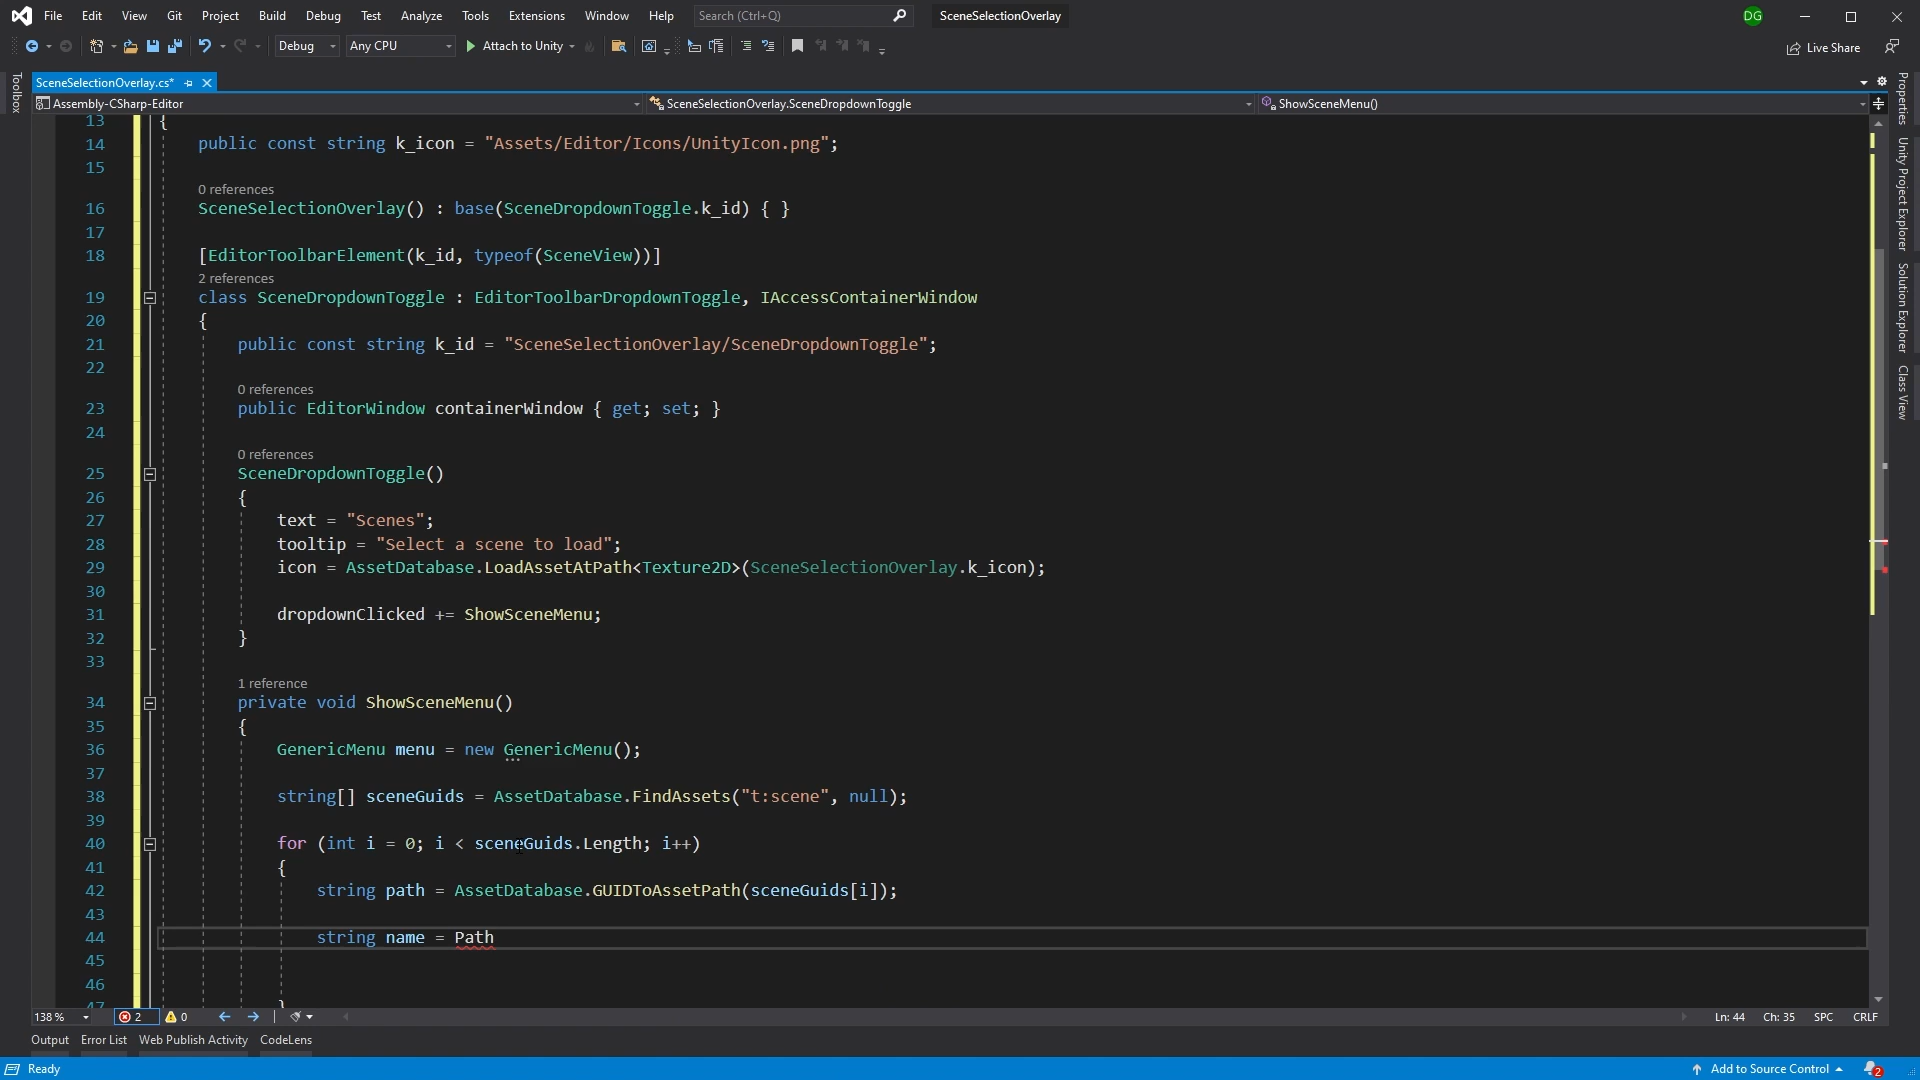 File Edit View Git Project Build Debug Test Analyze Tools Extensions Window Help Search (Ctrl+Q) SceneSelectionOverlay DG
Debug Any CPU Attach to Unity Live Share
Toolbox
SceneSelectionOverlay.cs*
Assembly-CSharp-Editor SceneSelectionOverlay.SceneDropdownToggle ShowSceneMenu()
13 {
14 public const string k_icon = "Assets/Editor/Icons/UnityIcon.png";
15
0 references
16 SceneSelectionOverlay() : base(SceneDropdownToggle.k_id) { }
17
18 [EditorToolbarElement(k_id, typeof(SceneView))]
2 references
19 class SceneDropdownToggle : EditorToolbarDropdownToggle, IAccessContainerWindow
20 {
21 public const string k_id = "SceneSelectionOverlay/SceneDropdownToggle";
22
0 references
23 public EditorWindow containerWindow { get; set; }
24
0 references
25 SceneDropdownToggle()
26 {
27 text = "Scenes";
28 tooltip = "Select a scene to load";
29 icon = AssetDatabase.LoadAssetAtPath<Texture2D>(SceneSelectionOverlay.k_icon);
30
31 dropdownClicked += ShowSceneMenu;
32 }
33
1 reference
34 private void ShowSceneMenu()
35 {
36 GenericMenu menu = new GenericMenu();
37
38 string[] sceneGuids = AssetDatabase.FindAssets("t:scene", null);
39
40 for (int i = 0; i < sceneGuids.Length; i++)
41 {
42 string path = AssetDatabase.GUIDToAssetPath(sceneGuids[i]);
43
44 string name = Path
45
46
47 }
Properties
Unity Project Explorer
Solution Explorer
Class View
138 % 2 0 Ln: 44 Ch: 35 SPC CRLF
Output Error List Web Publish Activity CodeLens
Ready Add to Source Control 2